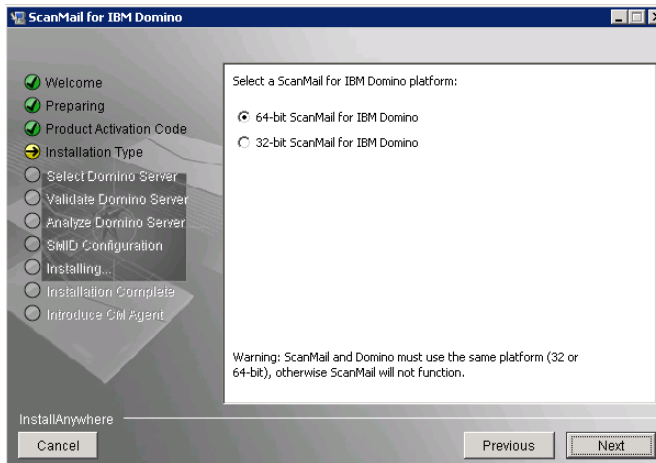 ScanMail for IBM Domino
Welcome
Preparing
Product Activation Code
Installation Type
Select Domino Server
Validate Domino Server
Analyze Domino Server
SMID Configuration
Installing...
Installation Complete
Introduce CM Agent
Select a ScanMail for IBM Domino platform:
64-bit ScanMail for IBM Domino
32-bit ScanMail for IBM Domino
Warning: ScanMail and Domino must use the same platform (32 or
64-bit), otherwise ScanMail will not function.
InstallAnywhere
Cancel
Previous
Next